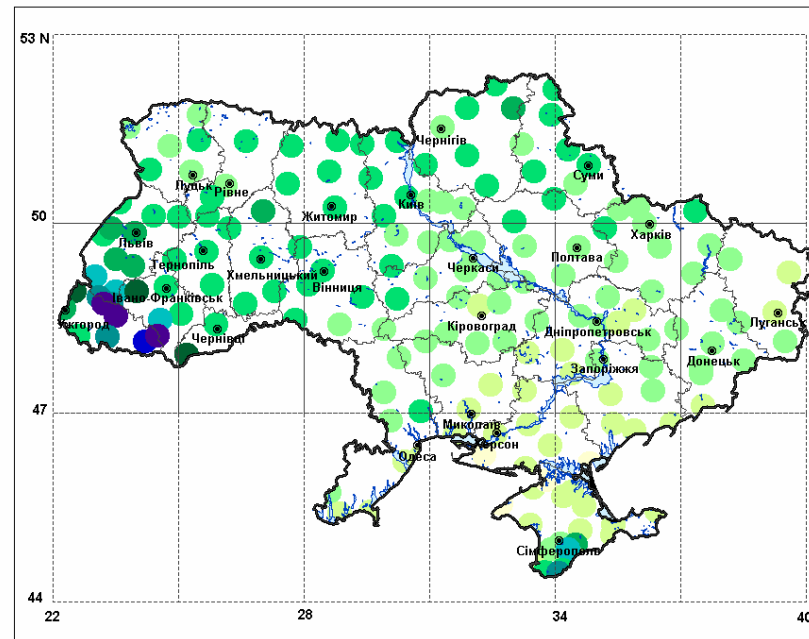 53 N
Чернігів
Суми
Луцьк
Рівне
Житомир
Київ
50
Львів
Харків
Тернопіль
Хмельницький
Полтава
Черкаси
Вінниця
Івано-Франківськ
Ужгород
Кіровоград
Луганськ
Чернівці
Дніпропетровськ
Донецьк
Запоріжжя
47
Миколаїв
Херсон
Одеса
Сімферополь
44
22
28
34
40